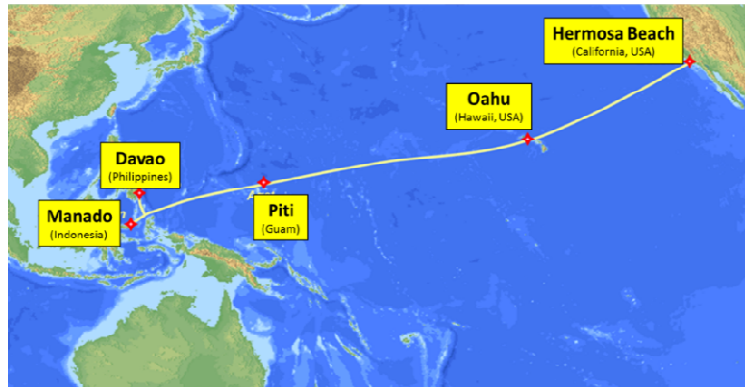 Hermosa Beach
(California, USA)
Oahu
(Hawaii, USA)
Davao
(Philippines)
Manado
(Indonesia)
Piti
(Guam)